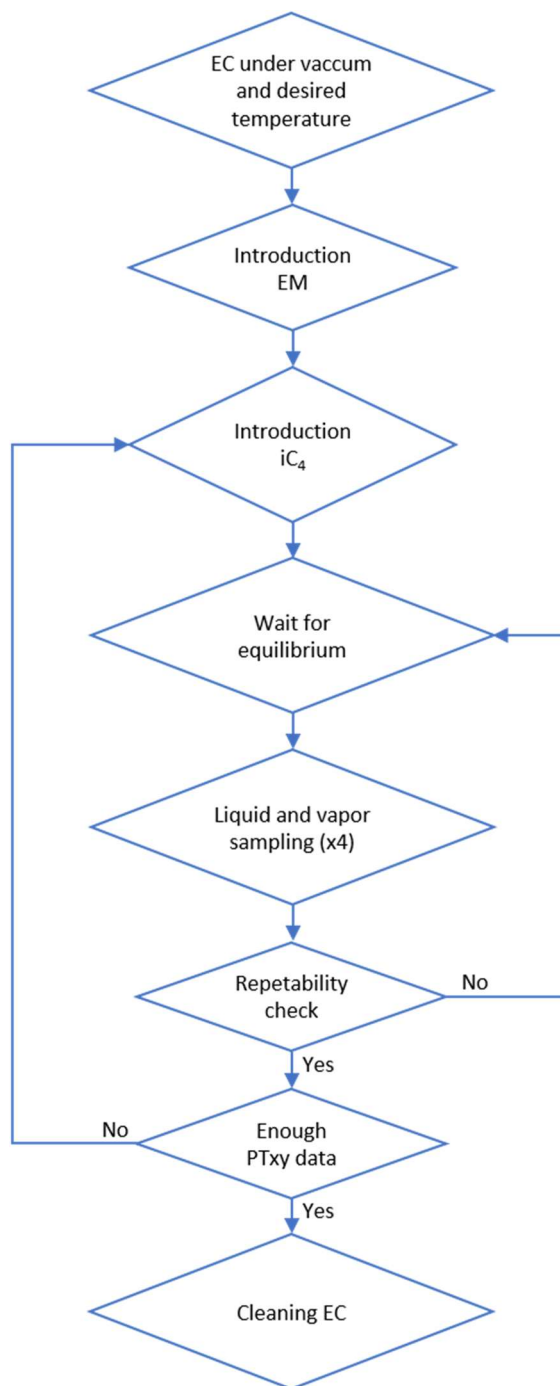 EC under vaccum
and desired
temperature
Introduction
EM
Introduction
iC₄
Wait for
equilibrium
Liquid and vapor
sampling (x4)
Repetability
check
No
Yes
No
Enough
PTxy data
Yes
Cleaning EC